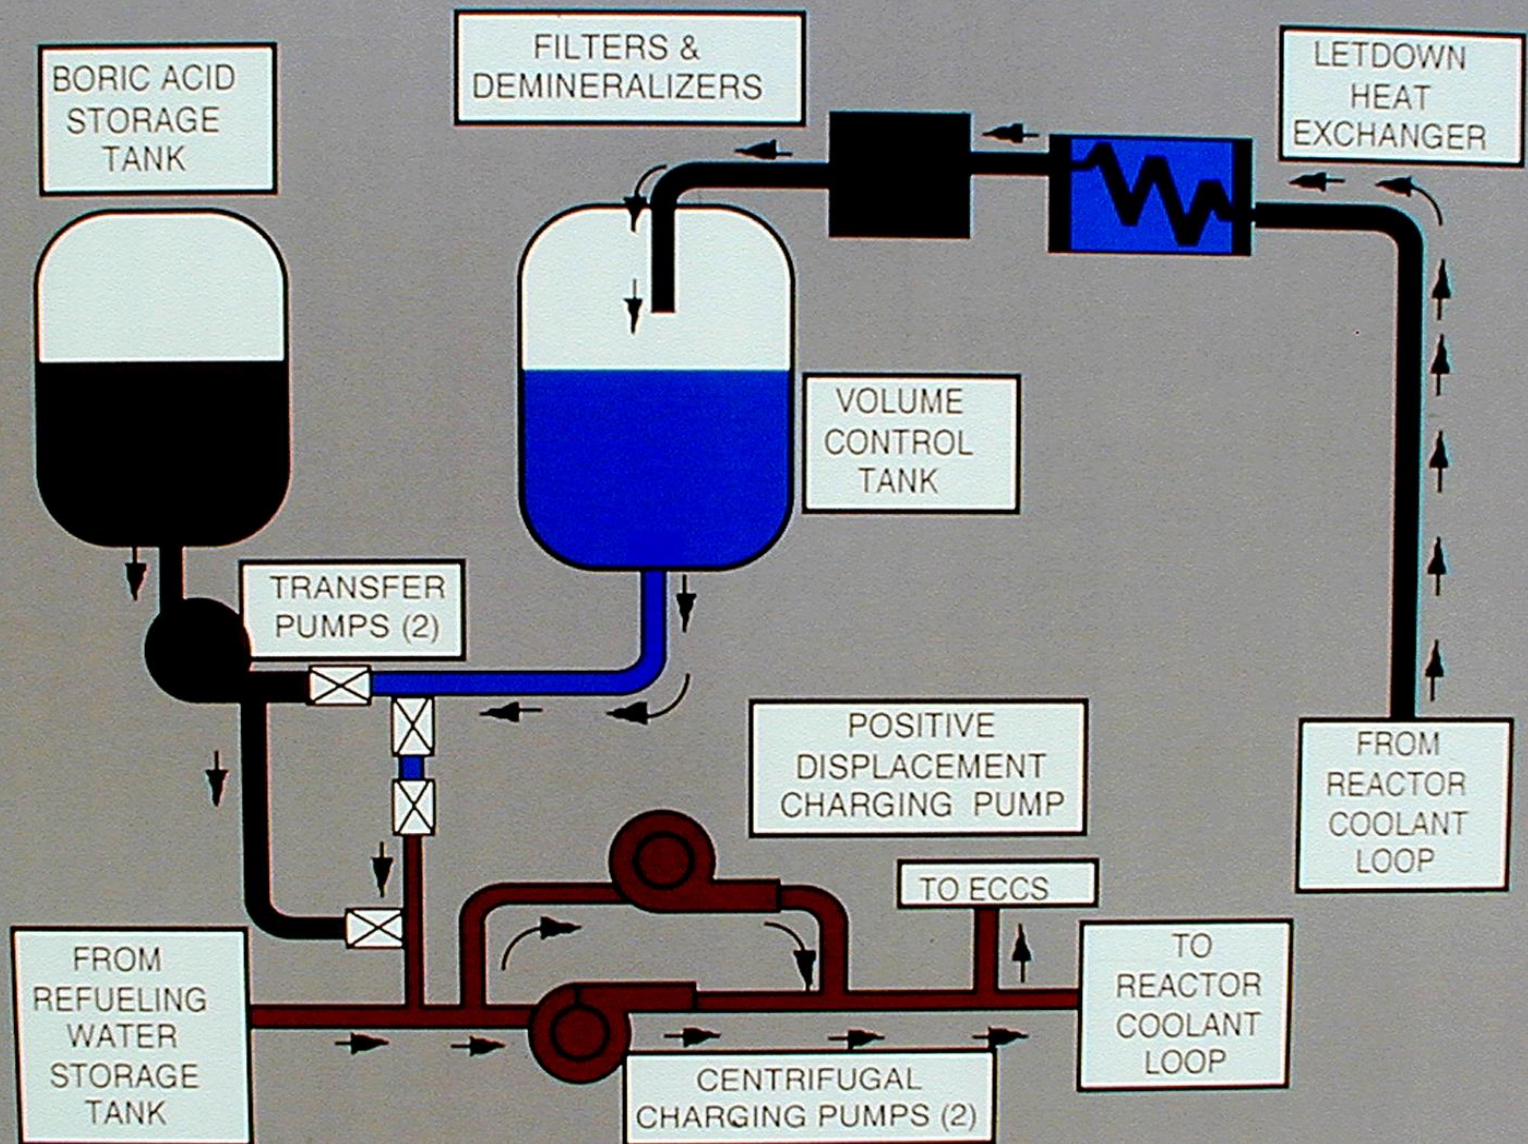 BORIC ACID
STORAGE
TANK
FILTERS &
DEMINERALIZERS
LETDOWN
HEAT
EXCHANGER
VOLUME
CONTROL
TANK
TRANSFER
PUMPS (2)
POSITIVE
DISPLACEMENT
CHARGING PUMP
FROM
REACTOR
COOLANT
LOOP
TO ECCS
FROM
REFUELING
WATER
STORAGE
TANK
TO
REACTOR
COOLANT
LOOP
CENTRIFUGAL
CHARGING PUMPS (2)